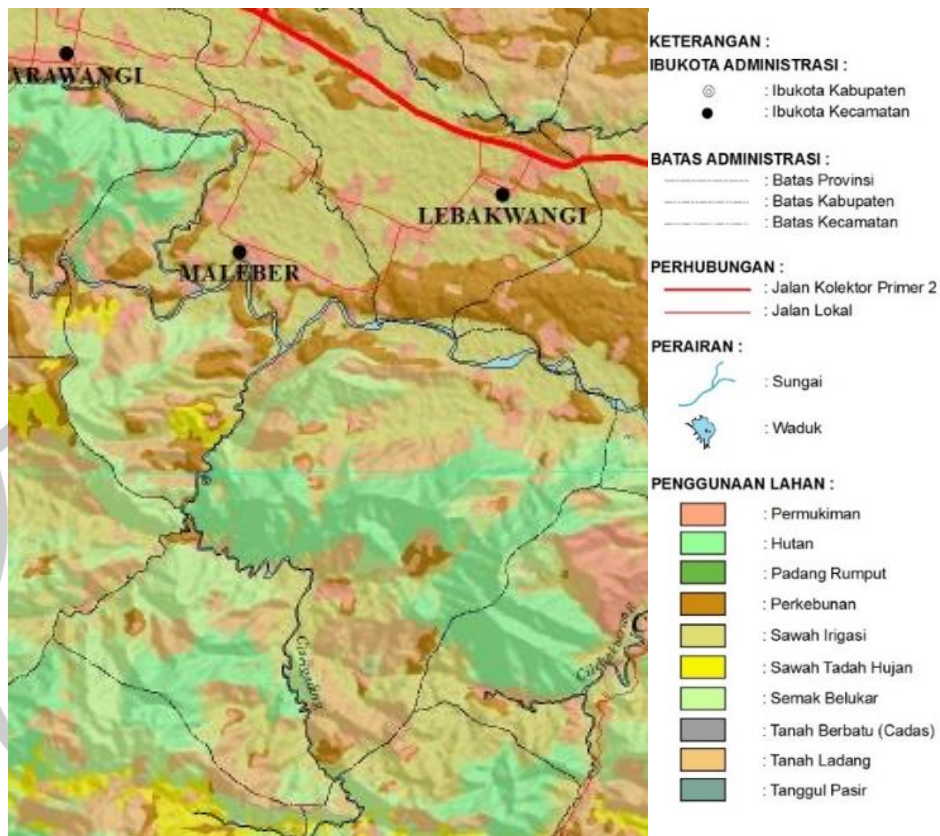 ARAWANGI
LEBAKWANGI
MALEBER
KETERANGAN :
IBUKOTA ADMINISTRASI :
: Ibukota Kabupaten
: Ibukota Kecamatan
BATAS ADMINISTRASI :
: Batas Provinsi
: Batas Kabupaten
: Batas Kecamatan
PERHUBUNGAN :
: Jalan Kolektor Primer 2
: Jalan Lokal
PERAIRAN :
: Sungai
: Waduk
PENGGUNAAN LAHAN :
: Permukiman
: Hutan
: Padang Rumput
: Perkebunan
: Sawah Irigasi
: Sawah Tadah Hujan
: Semak Belukar
: Tanah Berbatu (Cadas)
: Tanah Ladang
: Tanggul Pasir